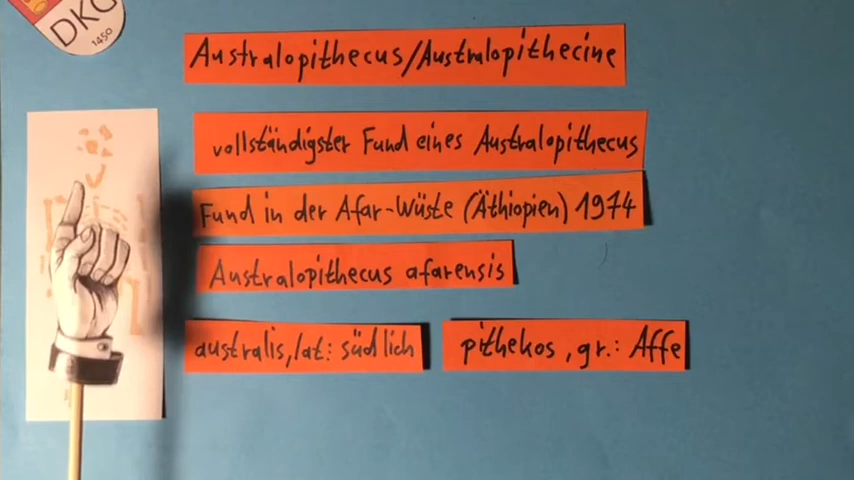 DKG
1450
Australopithecus/Australopithecine
vollständigster Fund eines Australopithecus
Fund in der Afar-Wüste (Äthiopien) 1974
Australopithecus afarensis
australis, lat.: südlich
pithekos, gr.: Affe